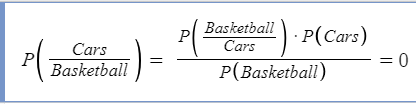 P(Cars/Basketball) = P(Basketball/Cars) · P(Cars) / P(Basketball) = 0